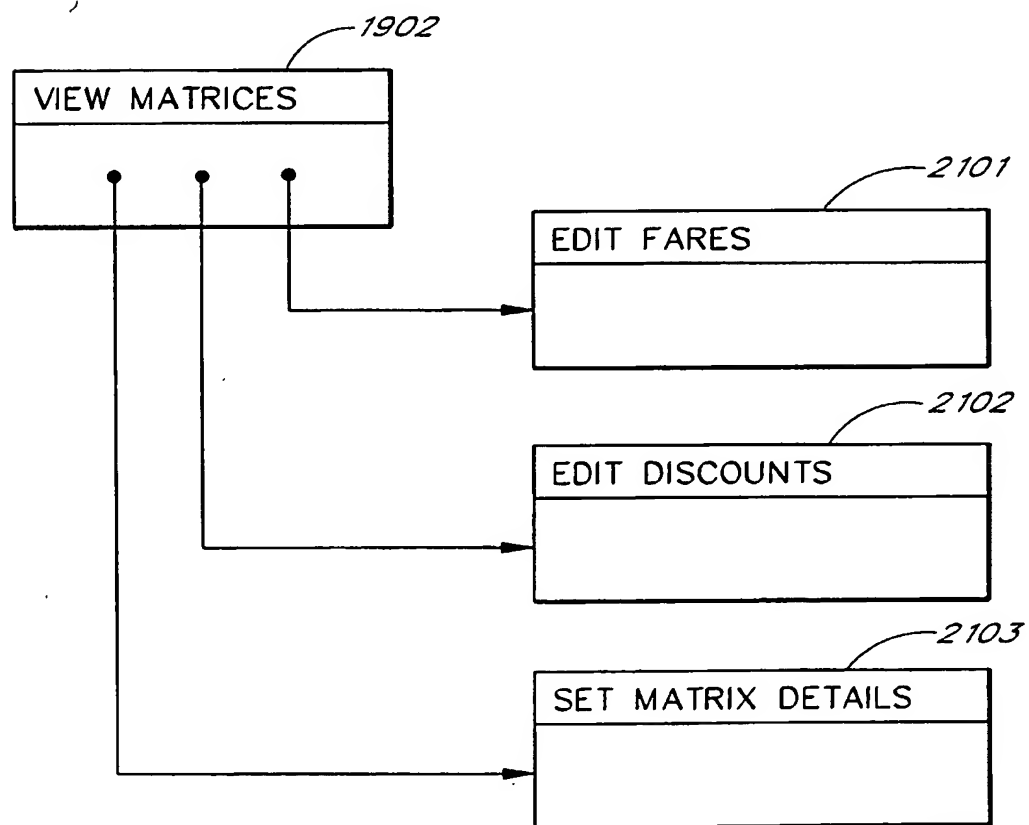 1902
VIEW MATRICES
2101
EDIT FARES
2102
EDIT DISCOUNTS
2103
SET MATRIX DETAILS